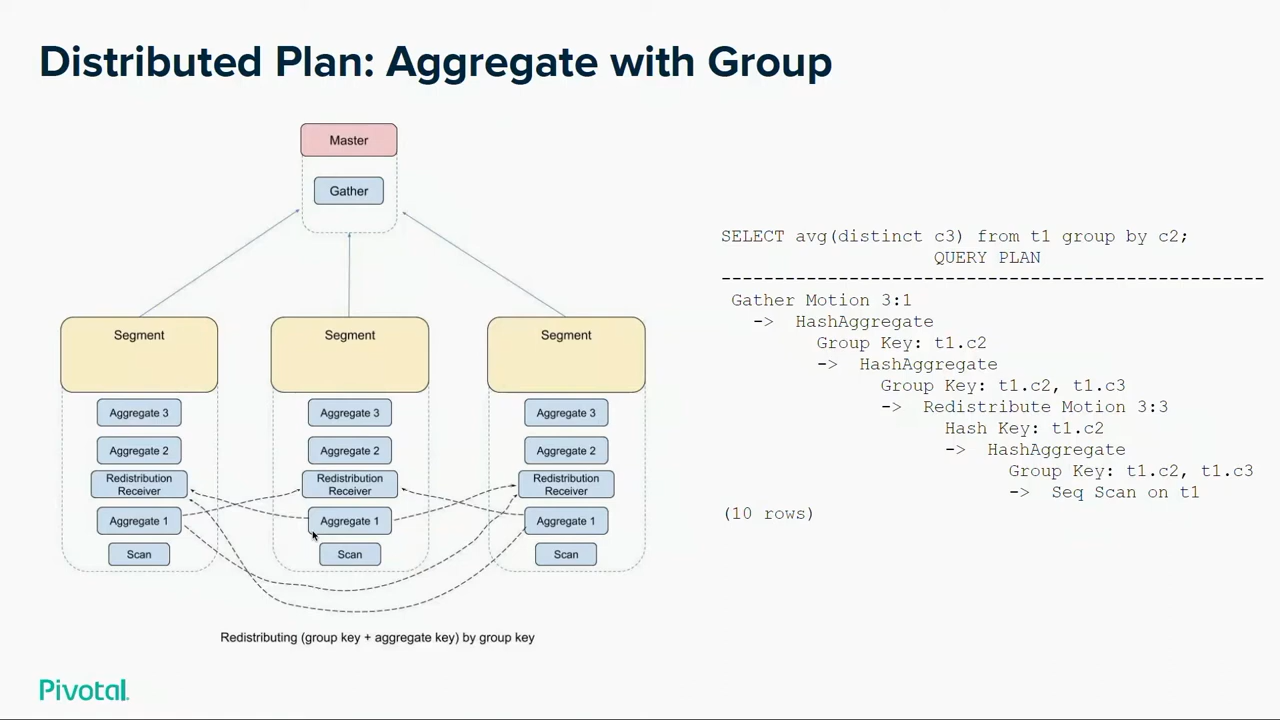 Distributed Plan: Aggregate with Group
Master
Gather
Segment
Segment
Segment
Aggregate 3
Aggregate 3
Aggregate 3
Aggregate 2
Aggregate 2
Aggregate 2
Redistribution
Receiver
Redistribution
Receiver
Redistribution
Receiver
Aggregate 1
Aggregate 1
Aggregate 1
Scan
Scan
Scan
Redistributing (group key + aggregate key) by group key
SELECT avg(distinct c3) from t1 group by c2;
QUERY PLAN
-------------------------------------------------
Gather Motion 3:1
-> HashAggregate
Group Key: t1.c2
-> HashAggregate
Group Key: t1.c2, t1.c3
-> Redistribute Motion 3:3
Hash Key: t1.c2
-> HashAggregate
Group Key: t1.c2, t1.c3
-> Seq Scan on t1
(10 rows)
Pivotal.